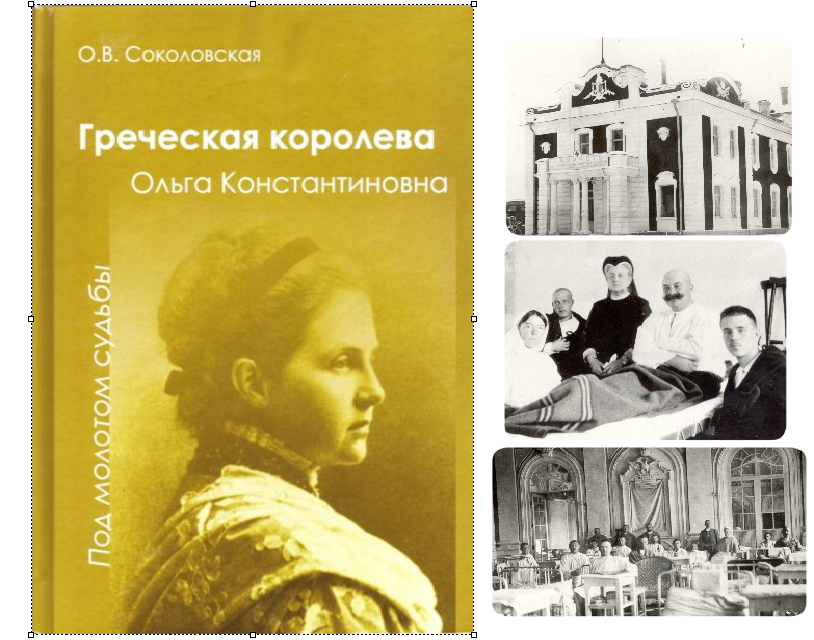 О.В. Соколовская
Греческая королева
Ольга Константиновна
Под молотом судьбы